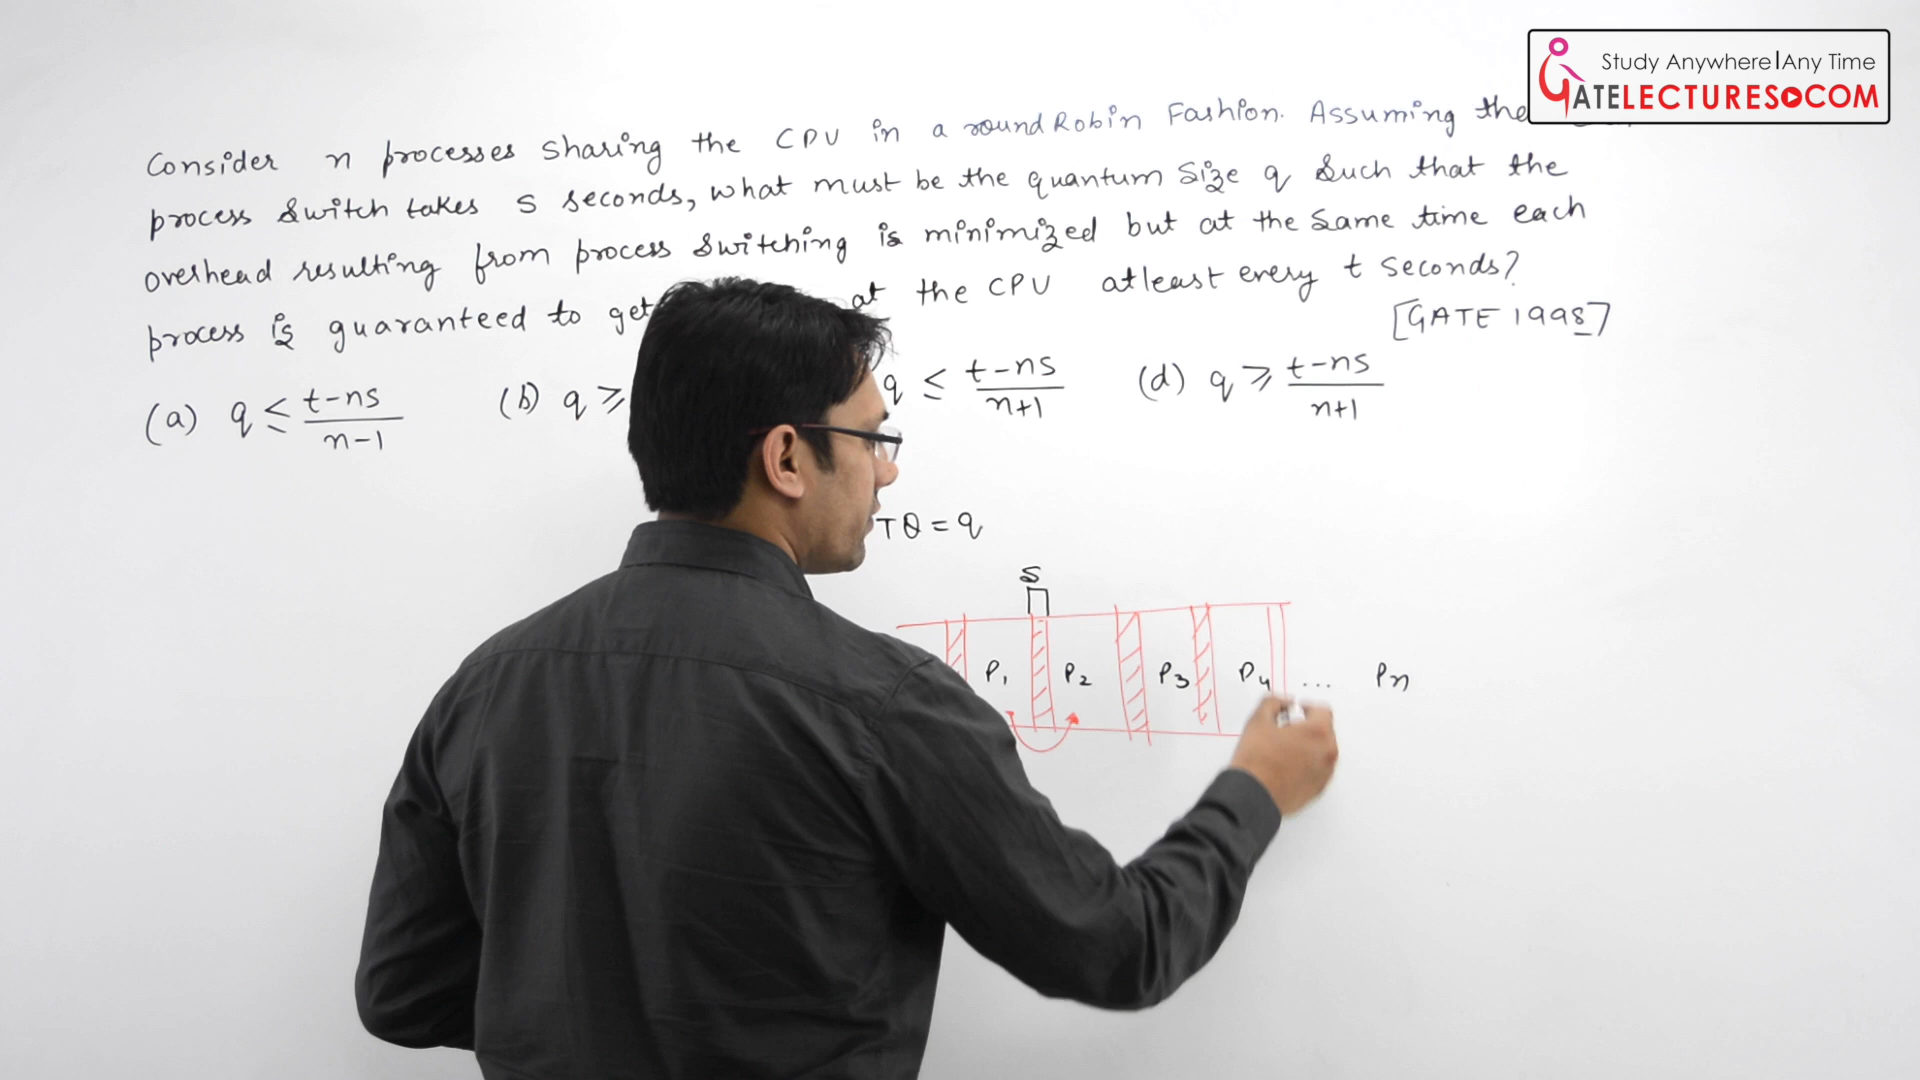 Study Anywhere|Any Time
GATELECTURES.COM
Consider n processes sharing the CPU in a round Robin Fashion. Assuming the
process switch takes s seconds, what must be the quantum size q such that the
overhead resulting from process switching is minimized but at the same time each
process is guaranteed to get at the CPU atleast every t seconds?
[GATE 1998]
(a) q ≤ t-ns / n-1 (b) q ≥ q ≤ t-ns / n+1 (d) q ≥ t-ns / n+1
TQ = q
S
P1 P2 P3 P4 ... Pn